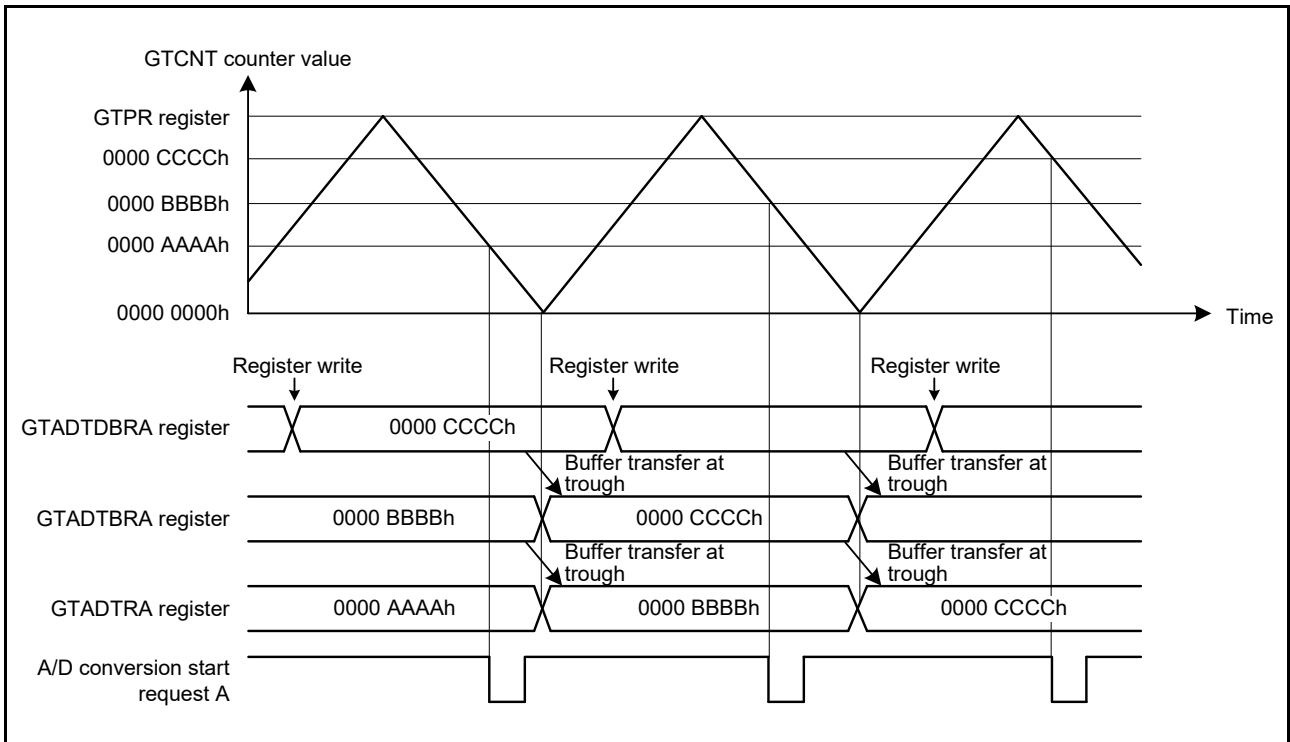 GTCNT counter value
GTPR register
0000 CCCCh
0000 BBBBh
0000 AAAAh
0000 0000h
Time
Register write
Register write
Register write
GTADTDBRA register
0000 CCCCh
Buffer transfer at
trough
Buffer transfer at
trough
GTADTBRA register
0000 BBBBh
0000 CCCCh
Buffer transfer at
trough
Buffer transfer at
trough
GTADTRA register
0000 AAAAh
0000 BBBBh
0000 CCCCh
A/D conversion start
request A